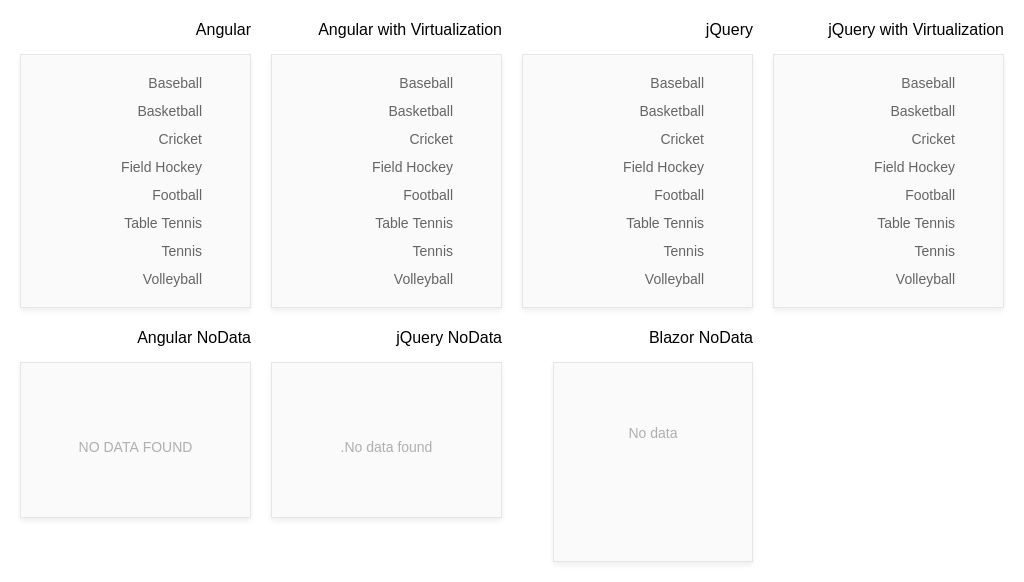 Angular
Baseball
Basketball
Cricket
Field Hockey
Football
Table Tennis
Tennis
Volleyball
Angular with Virtualization
Baseball
Basketball
Cricket
Field Hockey
Football
Table Tennis
Tennis
Volleyball
jQuery
Baseball
Basketball
Cricket
Field Hockey
Football
Table Tennis
Tennis
Volleyball
jQuery with Virtualization
Baseball
Basketball
Cricket
Field Hockey
Football
Table Tennis
Tennis
Volleyball
Angular NoData
NO DATA FOUND
jQuery NoData
.No data found
Blazor NoData
No data